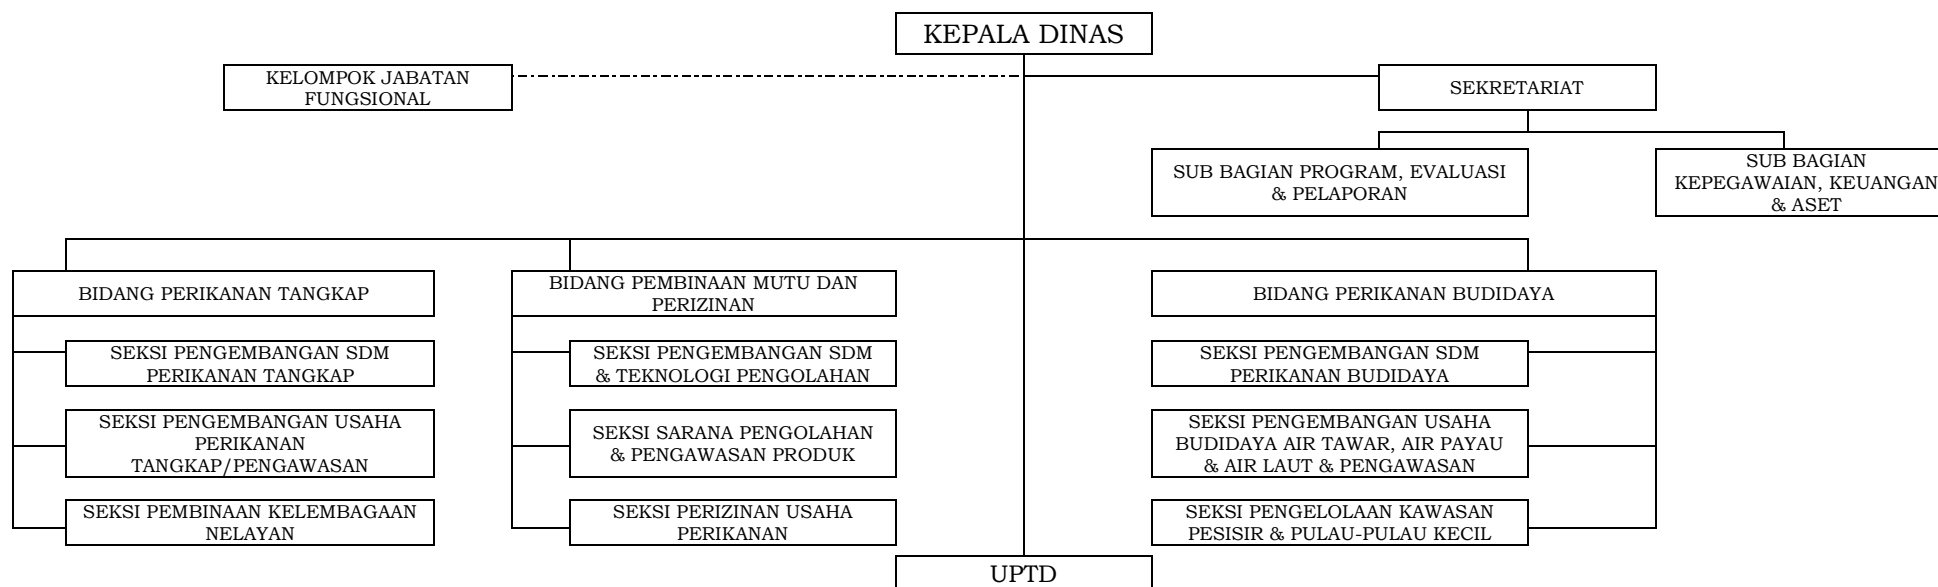 KEPALA DINAS
KELOMPOK JABATAN
FUNGSIONAL
SEKRETARIAT
SUB BAGIAN PROGRAM, EVALUASI
& PELAPORAN
SUB BAGIAN
KEPEGAWAIAN, KEUANGAN
& ASET
BIDANG PERIKANAN TANGKAP
SEKSI PENGEMBANGAN SDM
PERIKANAN TANGKAP
SEKSI PENGEMBANGAN USAHA
PERIKANAN
TANGKAP/PENGAWASAN
SEKSI PEMBINAAN KELEMBAGAAN
NELAYAN
BIDANG PEMBINAAN MUTU DAN
PERIZINAN
SEKSI PENGEMBANGAN SDM
& TEKNOLOGI PENGOLAHAN
SEKSI SARANA PENGOLAHAN
& PENGAWASAN PRODUK
SEKSI PERIZINAN USAHA
PERIKANAN
BIDANG PERIKANAN BUDIDAYA
SEKSI PENGEMBANGAN SDM
PERIKANAN BUDIDAYA
SEKSI PENGEMBANGAN USAHA
BUDIDAYA AIR TAWAR, AIR PAYAU
& AIR LAUT & PENGAWASAN
SEKSI PENGELOLAAN KAWASAN
PESISIR & PULAU-PULAU KECIL
UPTD